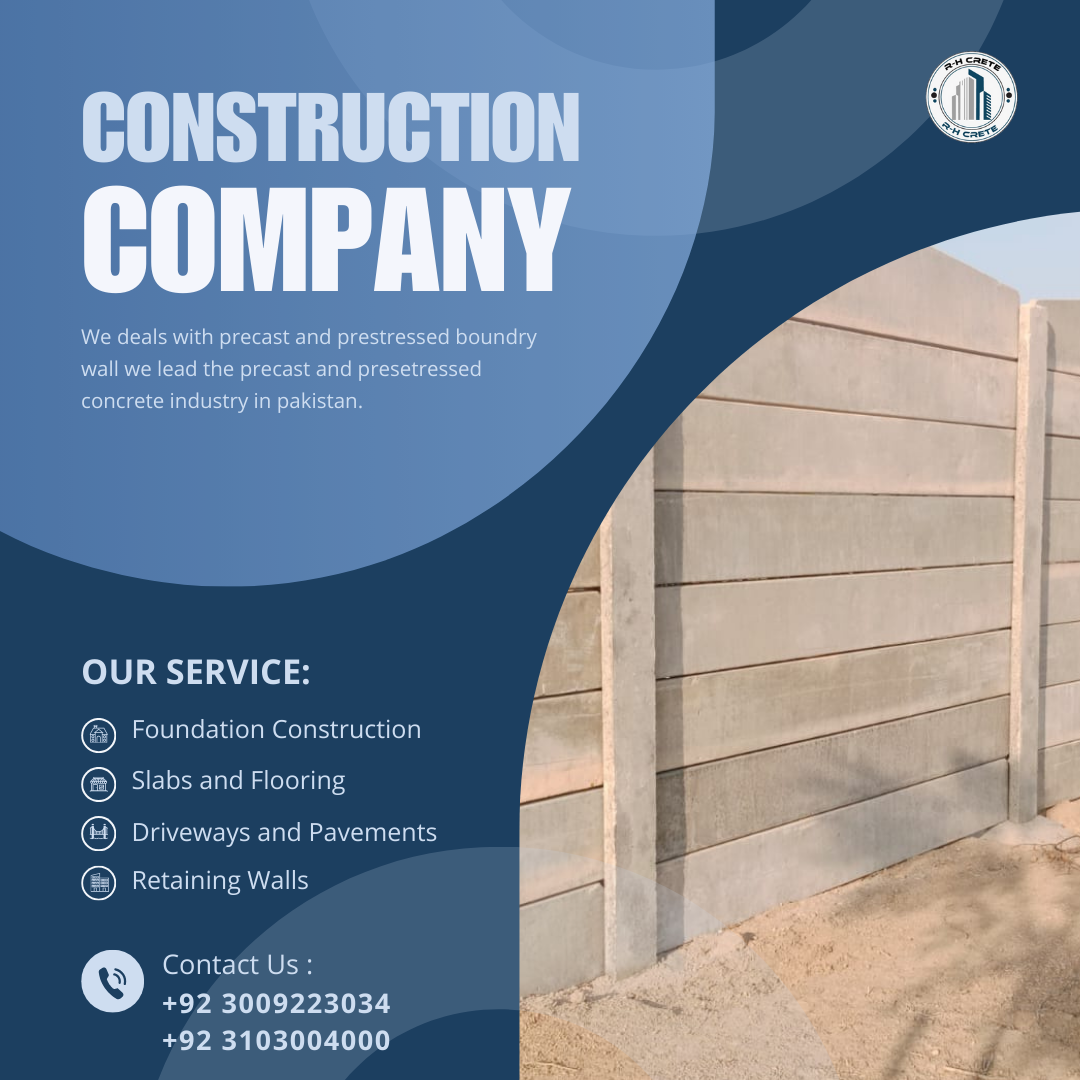 R-H CRETE
R-H CRETE
CONSTRUCTION
COMPANY
We deals with precast and prestressed boundry
wall we lead the precast and presetressed
concrete industry in pakistan.
OUR SERVICE:
Foundation Construction
Slabs and Flooring
Driveways and Pavements
Retaining Walls
Contact Us :
+92 3009223034
+92 3103004000